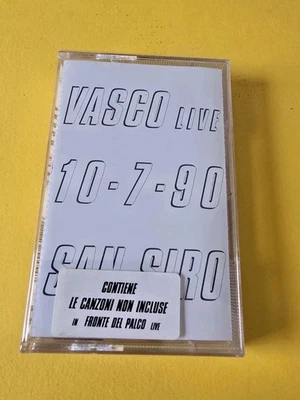 VASCO LIVE
10-7-90
SAN SIRO
CONTIENE
LE CANZONI NON INCLUSE
IN FRONTE DEL PALCO LIVE